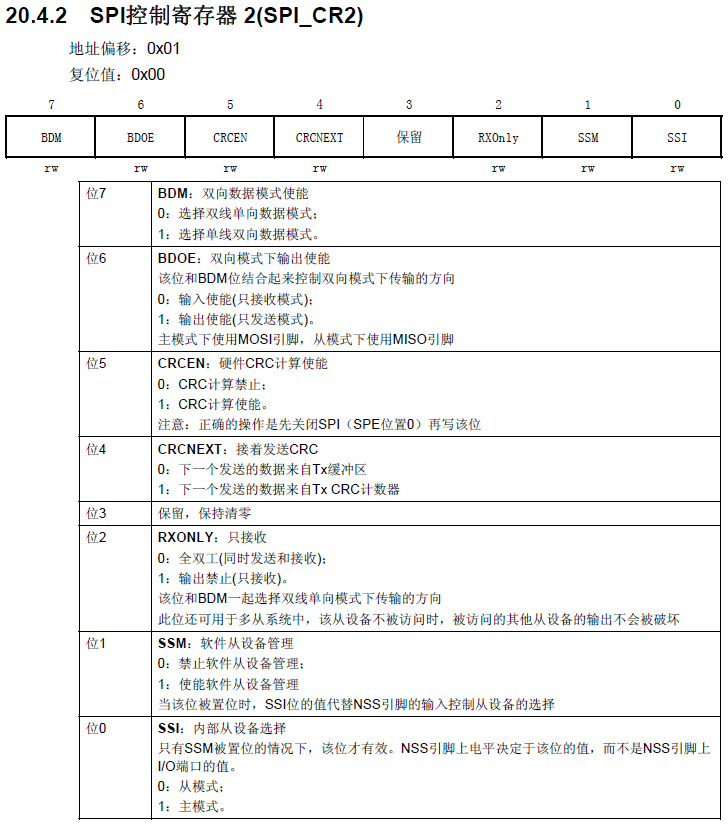 20.4.2 SPI控制寄存器 2(SPI_CR2)
地址偏移：0x01
复位值：0x00
7 6 5 4 3 2 1 0
BDM BDOE CRCEN CRCNEXT 保留 RXOnly SSM SSI
rw rw rw rw rw rw rw
位7 BDM：双向数据模式使能
0：选择双线单向数据模式；
1：选择单线双向数据模式。
位6 BDOE：双向模式下输出使能
该位和BDM位结合起来控制双向模式下传输的方向
0：输入使能(只接收模式)；
1：输出使能(只发送模式)。
主模式下使用MOSI引脚，从模式下使用MISO引脚
位5 CRCEN：硬件CRC计算使能
0：CRC计算禁止；
1：CRC计算使能。
注意：正确的操作是先关闭SPI（SPE位置0）再写该位
位4 CRCNEXT：接着发送CRC
0：下一个发送的数据来自Tx缓冲区
1：下一个发送的数据来自Tx CRC计数器
位3 保留，保持清零
位2 RXONLY：只接收
0：全双工(同时发送和接收)；
1：输出禁止(只接收)。
该位和BDM一起选择双线单向模式下传输的方向
此位还可用于多从系统中，该从设备不被访问时，被访问的其他从设备的输出不会被破坏
位1 SSM：软件从设备管理
0：禁止软件从设备管理；
1：使能软件从设备管理
当该位被置位时，SSI位的值代替NSS引脚的输入控制从设备的选择
位0 SSI：内部从设备选择
只有SSM被置位的情况下，该位才有效。NSS引脚上电平决定于该位的值，而不是NSS引脚上
I/O端口的值。
0：从模式；
1：主模式。